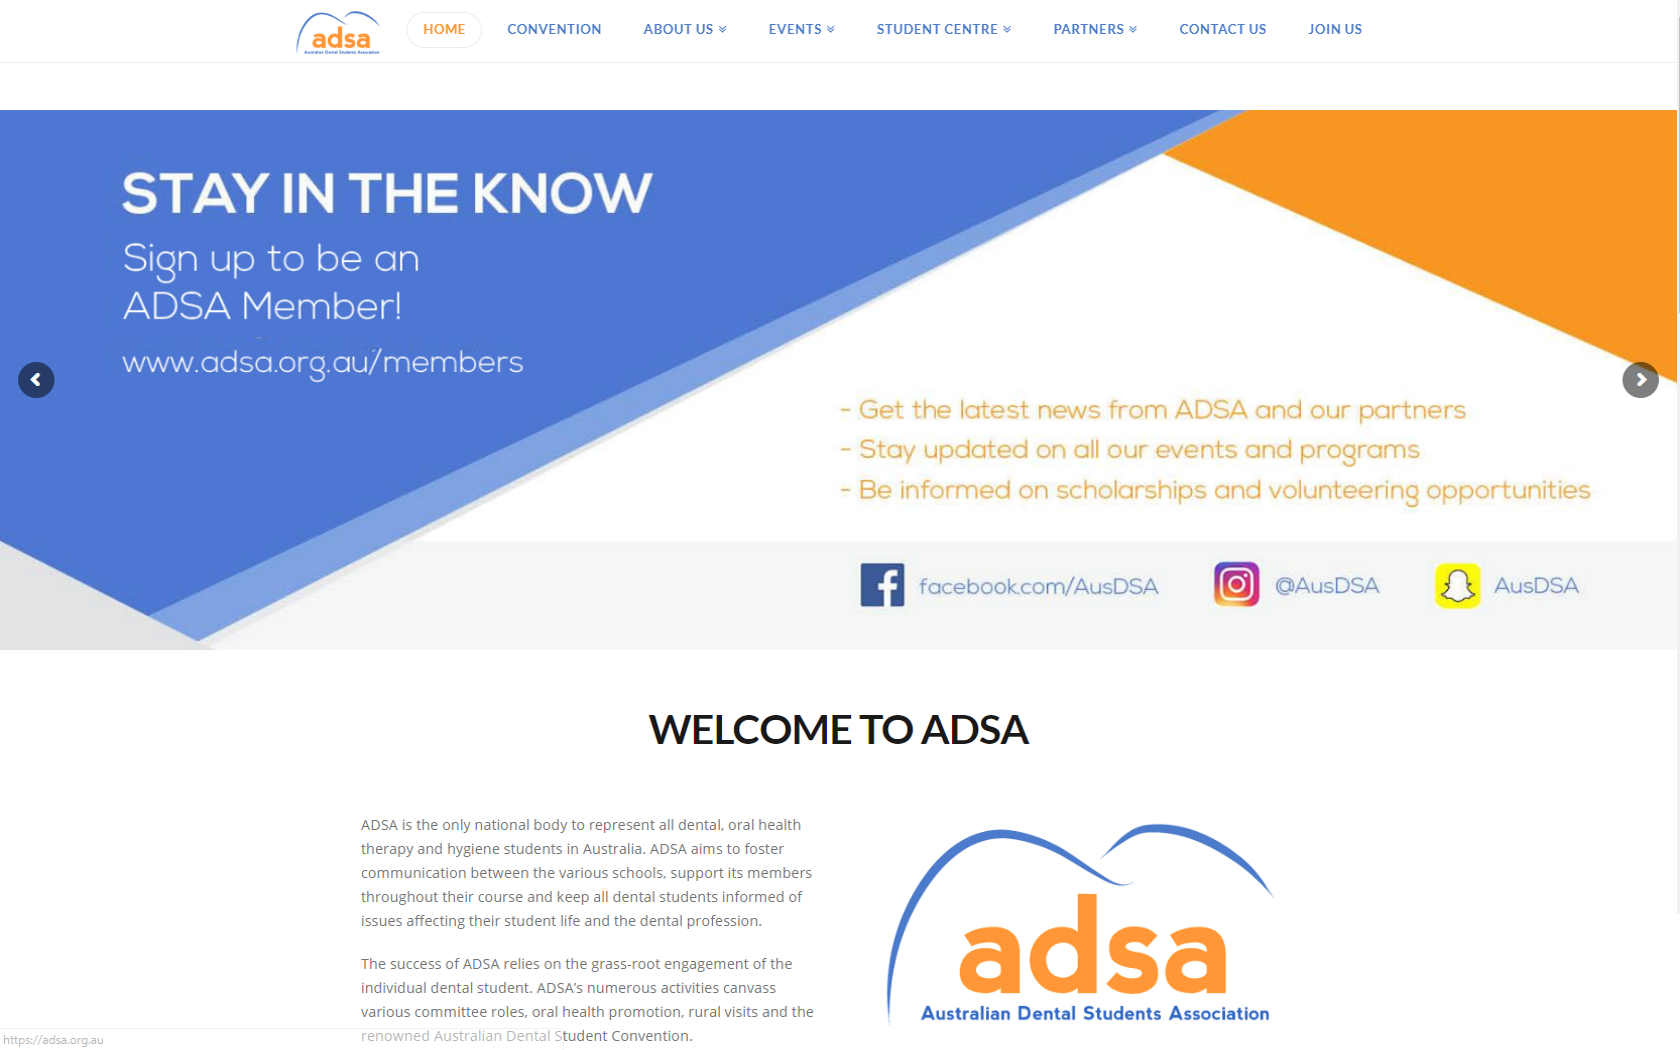 adsa
Australian Dental Students Association
HOME
CONVENTION
ABOUT US
EVENTS
STUDENT CENTRE
PARTNERS
CONTACT US
JOIN US
STAY IN THE KNOW
Sign up to be an
ADSA Member!
www.adsa.org.au/members
- Get the latest news from ADSA and our partners
- Stay updated on all our events and programs
- Be informed on scholarships and volunteering opportunities
facebook.com/AusDSA
@AusDSA
AusDSA
WELCOME TO ADSA
ADSA is the only national body to represent all dental, oral health
therapy and hygiene students in Australia. ADSA aims to foster
communication between the various schools, support its members
throughout their course and keep all dental students informed of
issues affecting their student life and the dental profession.
The success of ADSA relies on the grass-root engagement of the
individual dental student. ADSA’s numerous activities canvass
various committee roles, oral health promotion, rural visits and the
renowned Australian Dental Student Convention.
adsa
Australian Dental Students Association
https://adsa.org.au